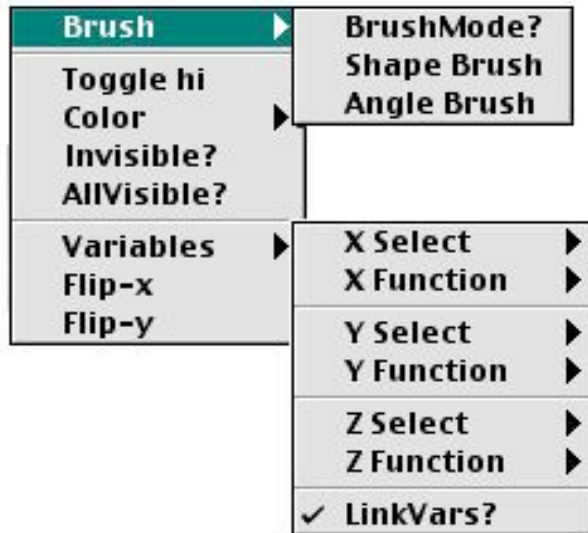 Brush
Toggle hi
Color
Invisible?
AllVisible?
Variables
Flip-x
Flip-y
BrushMode?
Shape Brush
Angle Brush
X Select
X Function
Y Select
Y Function
Z Select
Z Function
LinkVars?